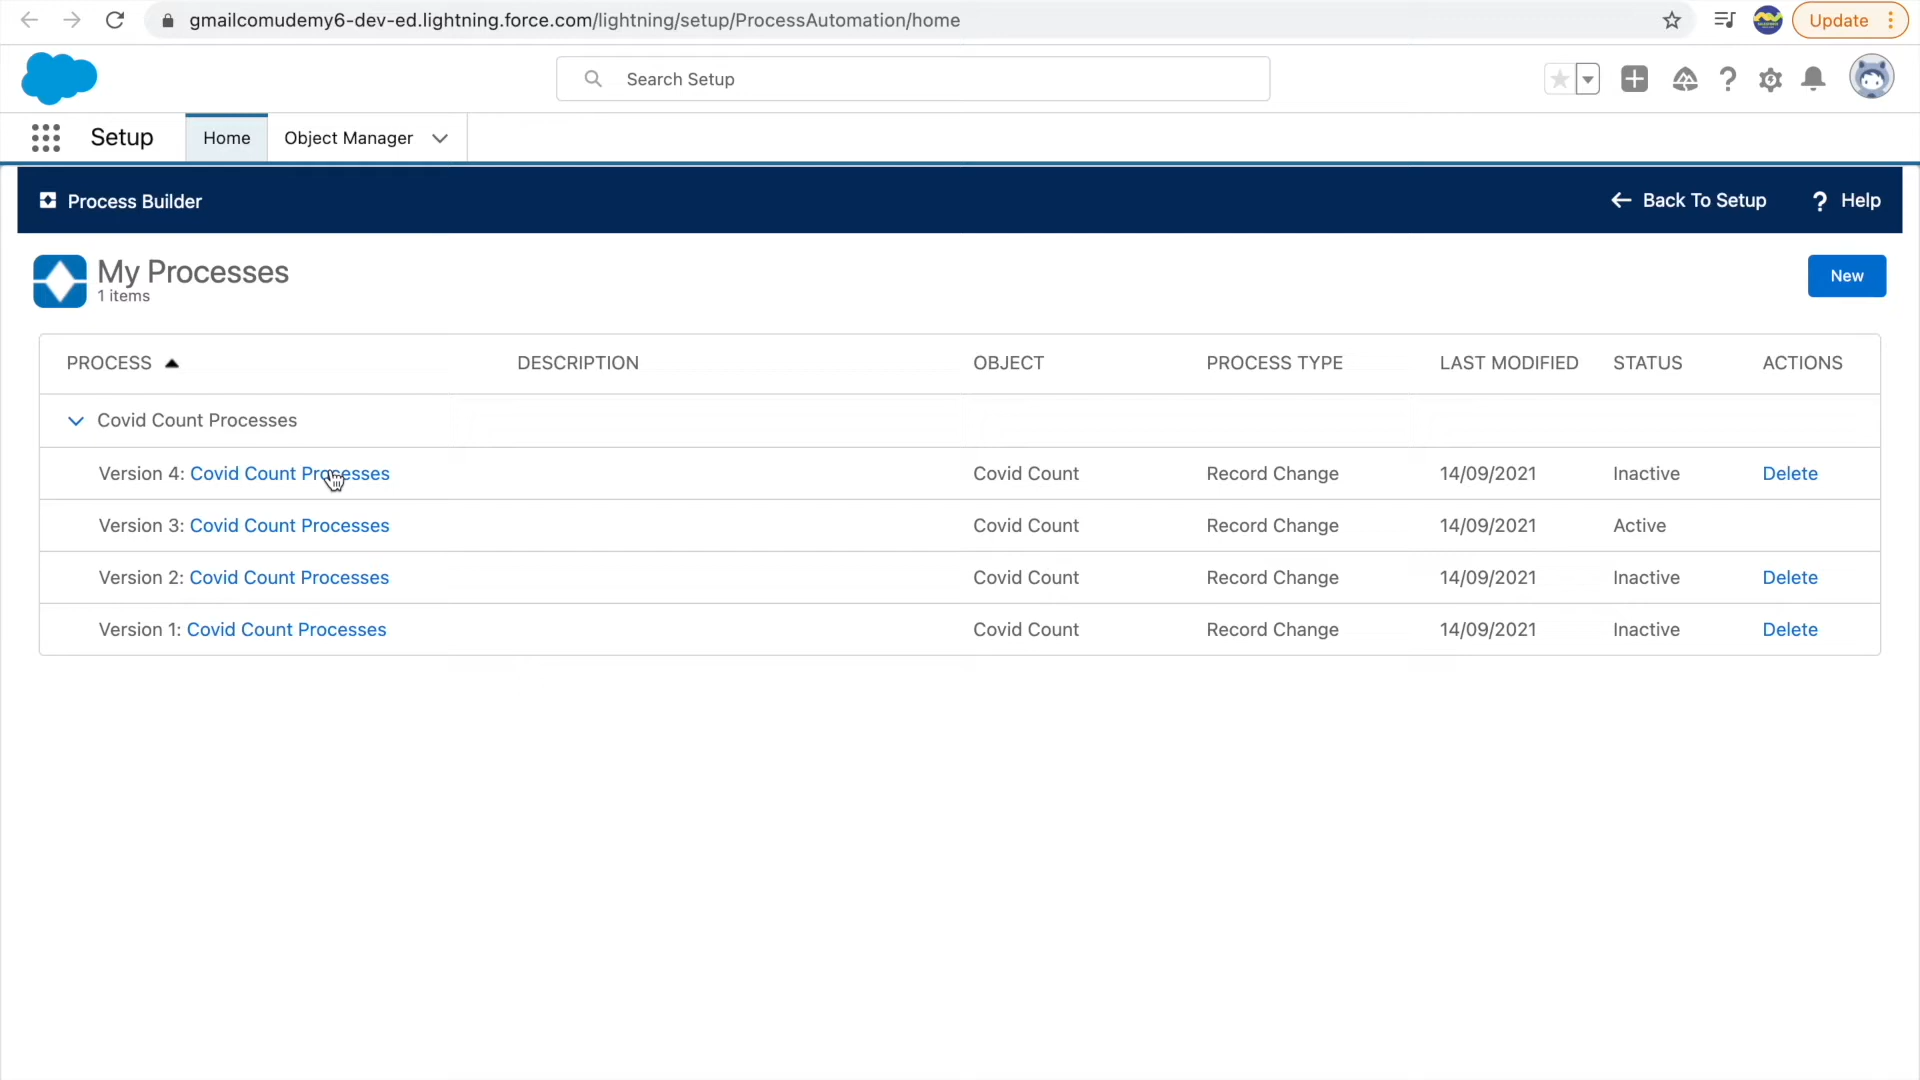 gmailcomudemy6-dev-ed.lightning.force.com/lightning/setup/ProcessAutomation/home
Update
Search Setup
Setup
Home
Object Manager
Process Builder
Back To Setup
? Help
My Processes
1 items
New
PROCESS DESCRIPTION OBJECT PROCESS TYPE LAST MODIFIED STATUS ACTIONS
Covid Count Processes
Version 4: Covid Count Processes Covid Count Record Change 14/09/2021 Inactive Delete
Version 3: Covid Count Processes Covid Count Record Change 14/09/2021 Active
Version 2: Covid Count Processes Covid Count Record Change 14/09/2021 Inactive Delete
Version 1: Covid Count Processes Covid Count Record Change 14/09/2021 Inactive Delete